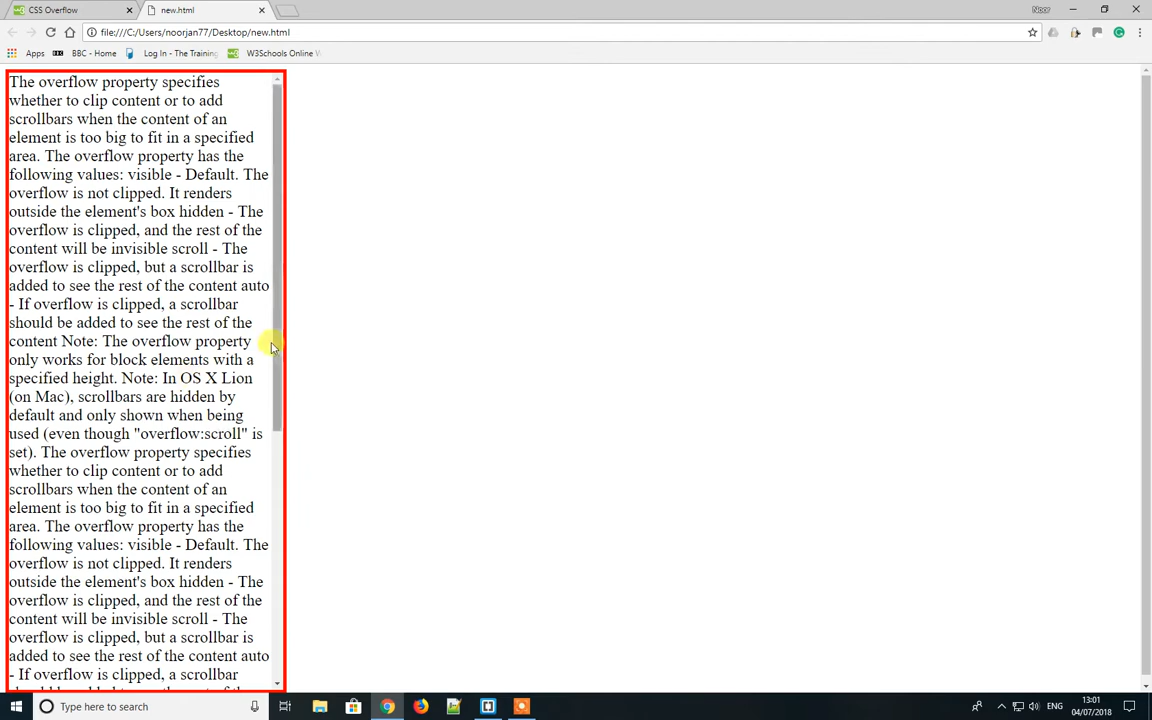 CSS Overflow
new.html
Noor
file:///C:/Users/noorjan77/Desktop/new.html
Apps
BBC - Home
Log In - The Training
W3Schools Online
The overflow property specifies
whether to clip content or to add
scrollbars when the content of an
element is too big to fit in a specified
area. The overflow property has the
following values: visible - Default. The
overflow is not clipped. It renders
outside the element's box hidden - The
overflow is clipped, and the rest of the
content will be invisible scroll - The
overflow is clipped, but a scrollbar is
added to see the rest of the content auto
- If overflow is clipped, a scrollbar
should be added to see the rest of the
content Note: The overflow property
only works for block elements with a
specified height. Note: In OS X Lion
(on Mac), scrollbars are hidden by
default and only shown when being
used (even though "overflow:scroll" is
set). The overflow property specifies
whether to clip content or to add
scrollbars when the content of an
element is too big to fit in a specified
area. The overflow property has the
following values: visible - Default. The
overflow is not clipped. It renders
outside the element's box hidden - The
overflow is clipped, and the rest of the
content will be invisible scroll - The
overflow is clipped, but a scrollbar is
added to see the rest of the content auto
- If overflow is clipped, a scrollbar
Type here to search
ENG
13:01
04/07/2018